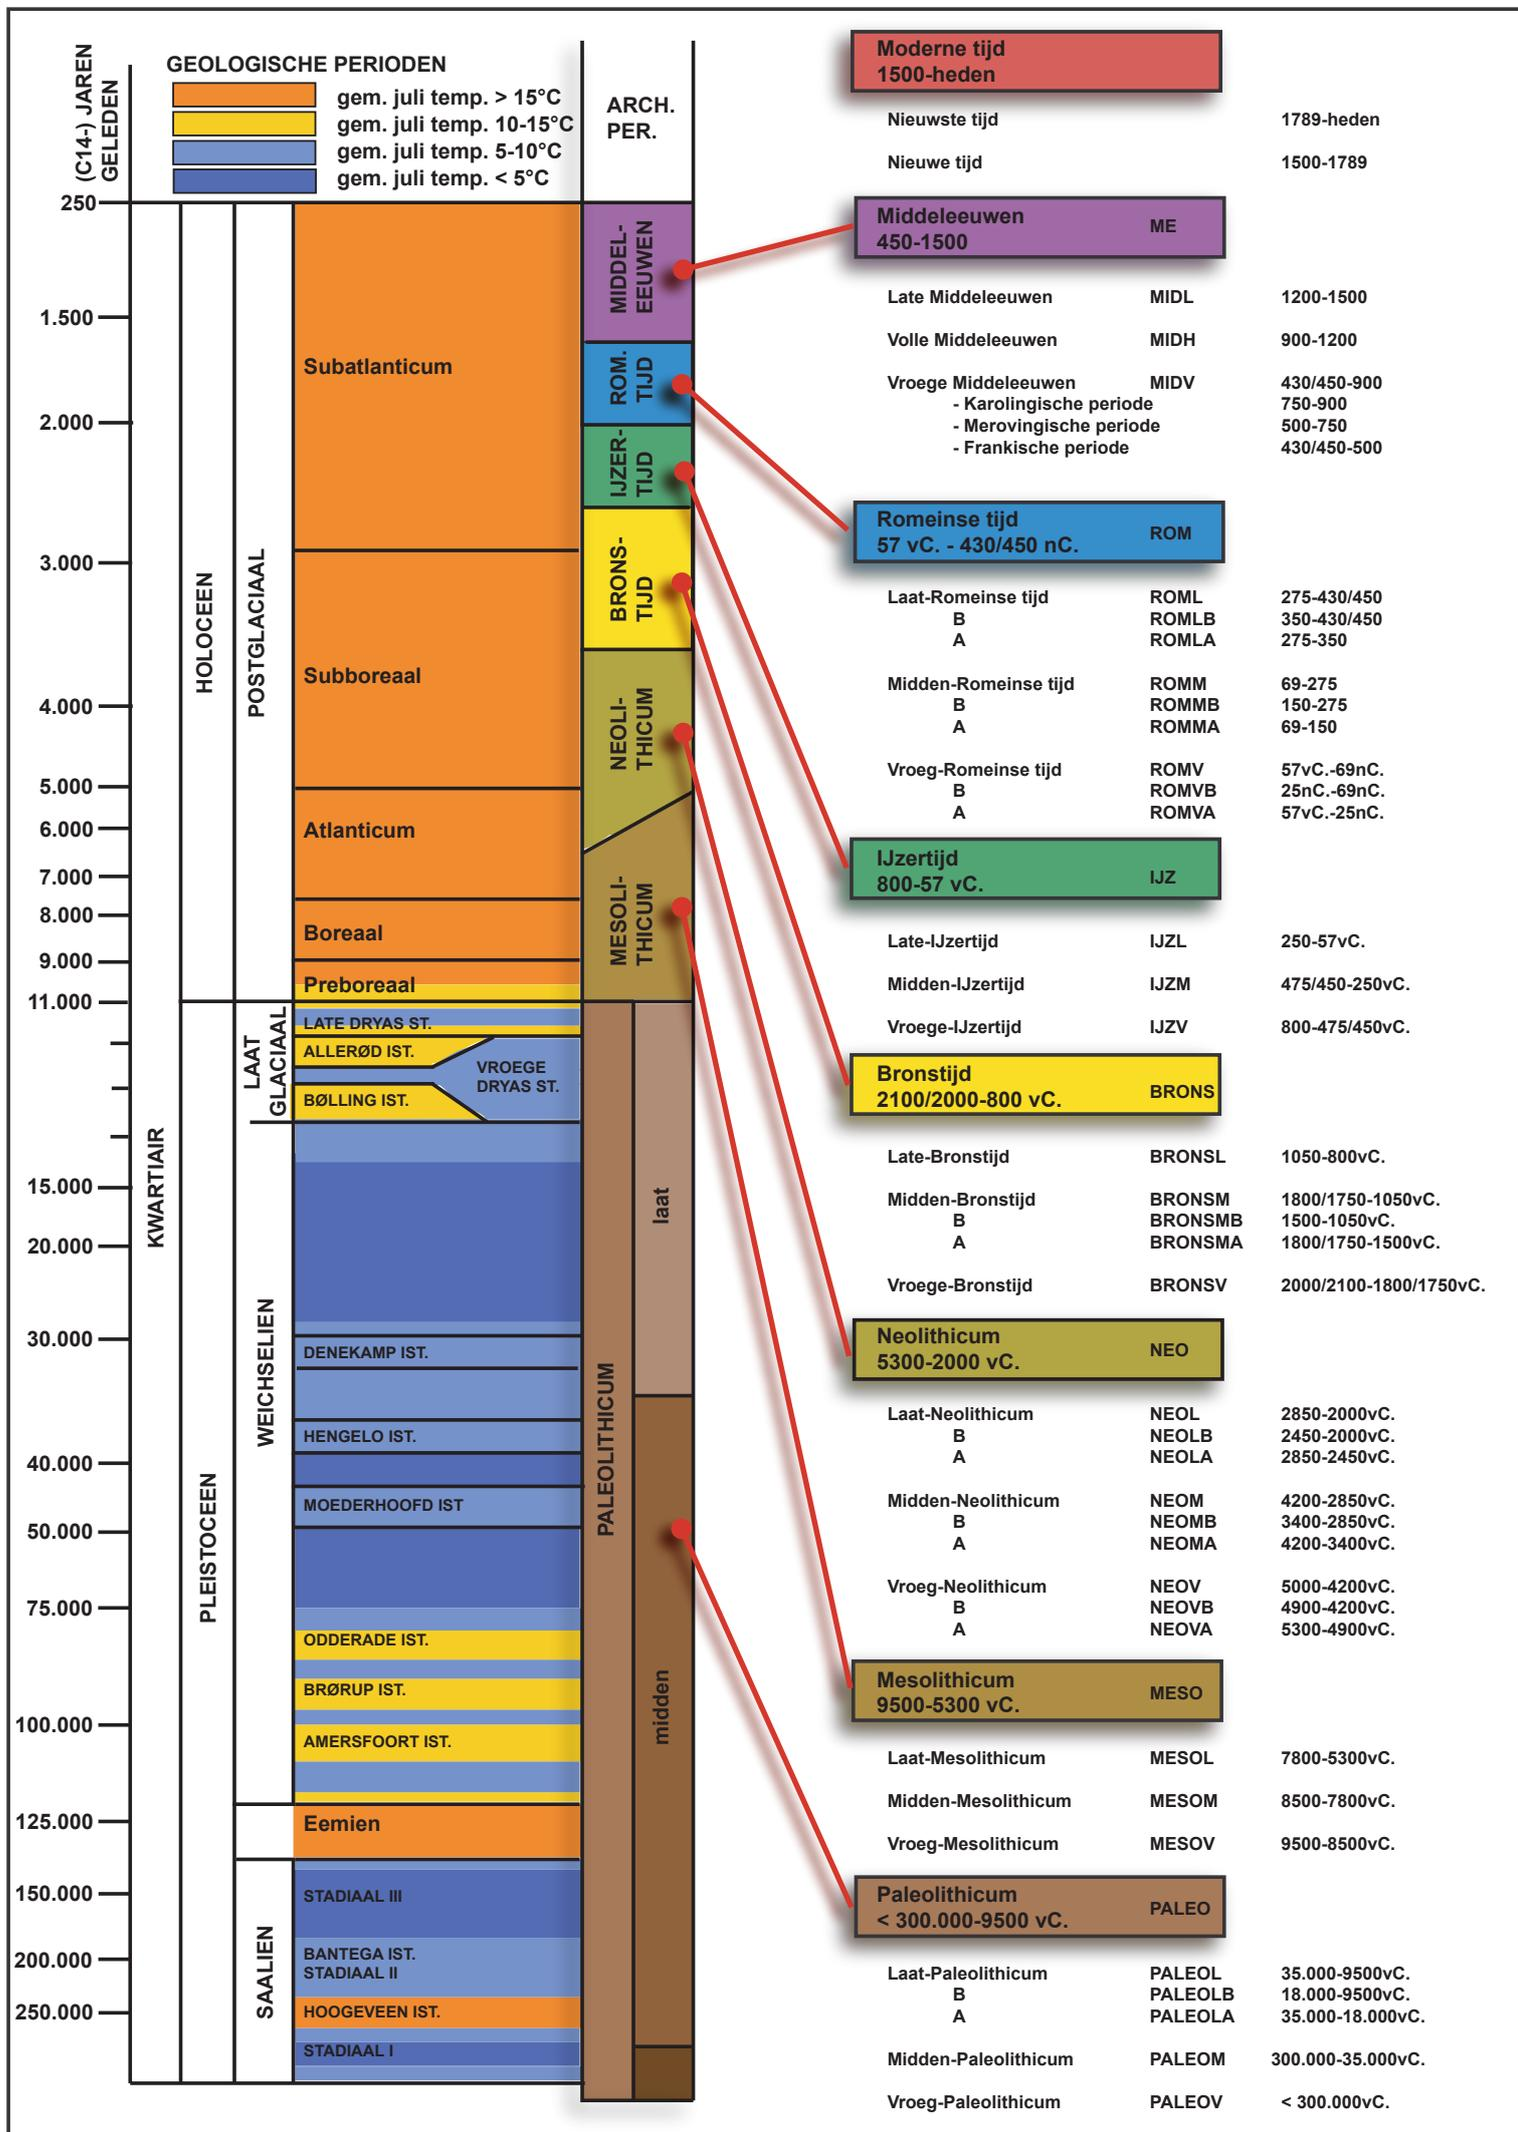 (C14-) JAREN
GELEDEN
GEOLOGISCHE PERIODEN
gem. juli temp. > 15°C
gem. juli temp. 10-15°C
gem. juli temp. 5-10°C
gem. juli temp. < 5°C
ARCH.
PER.
250
1.500
2.000
3.000
4.000
5.000
6.000
7.000
8.000
9.000
11.000
15.000
20.000
30.000
40.000
50.000
75.000
100.000
125.000
150.000
200.000
250.000
KWARTIAIR
HOLOCEEN
PLEISTOCEEN
POSTGLACIAAL
LAAT
GLACIAAL
WEICHSELIEN
SAALIEN
Subatlanticum
Subboreaal
Atlanticum
Boreaal
Preboreaal
LATE DRYAS ST.
ALLERØD IST.
VROEGE
DRYAS ST.
BØLLING IST.
DENEKAMP IST.
HENGELO IST.
MOEDERHOOFD IST
ODDERADE IST.
BRØRUP IST.
AMERSFOORT IST.
Eemien
STADIAAL III
BANTEGA IST.
STADIAAL II
HOOGEVEEN IST.
STADIAAL I
MIDDEL-
EEUWEN
ROM.
TIJD
IJZER-
TIJD
BRONS-
TIJD
NEOLI-
THICUM
MESOLI-
THICUM
PALEOLITHICUM
laat
midden
Moderne tijd
1500-heden
Nieuwste tijd 1789-heden
Nieuwe tijd 1500-1789
Middeleeuwen ME
450-1500
Late Middeleeuwen MIDL 1200-1500
Volle Middeleeuwen MIDH 900-1200
Vroege Middeleeuwen MIDV 430/450-900
- Karolingische periode 750-900
- Merovingische periode 500-750
- Frankische periode 430/450-500
Romeinse tijd ROM
57 vC. - 430/450 nC.
Laat-Romeinse tijd ROML 275-430/450
B ROMLB 350-430/450
A ROMLA 275-350
Midden-Romeinse tijd ROMM 69-275
B ROMMB 150-275
A ROMMA 69-150
Vroeg-Romeinse tijd ROMV 57vC.-69nC.
B ROMVB 25nC.-69nC.
A ROMVA 57vC.-25nC.
IJzertijd IJZ
800-57 vC.
Late-IJzertijd IJZL 250-57vC.
Midden-IJzertijd IJZM 475/450-250vC.
Vroege-IJzertijd IJZV 800-475/450vC.
Bronstijd BRONS
2100/2000-800 vC.
Late-Bronstijd BRONSL 1050-800vC.
Midden-Bronstijd BRONSM 1800/1750-1050vC.
B BRONSMB 1500-1050vC.
A BRONSMA 1800/1750-1500vC.
Vroege-Bronstijd BRONSV 2000/2100-1800/1750vC.
Neolithicum NEO
5300-2000 vC.
Laat-Neolithicum NEOL 2850-2000vC.
B NEOLB 2450-2000vC.
A NEOLA 2850-2450vC.
Midden-Neolithicum NEOM 4200-2850vC.
B NEOMB 3400-2850vC.
A NEOMA 4200-3400vC.
Vroeg-Neolithicum NEOV 5000-4200vC.
B NEOVB 4900-4200vC.
A NEOVA 5300-4900vC.
Mesolithicum MESO
9500-5300 vC.
Laat-Mesolithicum MESOL 7800-5300vC.
Midden-Mesolithicum MESOM 8500-7800vC.
Vroeg-Mesolithicum MESOV 9500-8500vC.
Paleolithicum PALEO
< 300.000-9500 vC.
Laat-Paleolithicum PALEOL 35.000-9500vC.
B PALEOLB 18.000-9500vC.
A PALEOLA 35.000-18.000vC.
Midden-Paleolithicum PALEOM 300.000-35.000vC.
Vroeg-Paleolithicum PALEOV < 300.000vC.